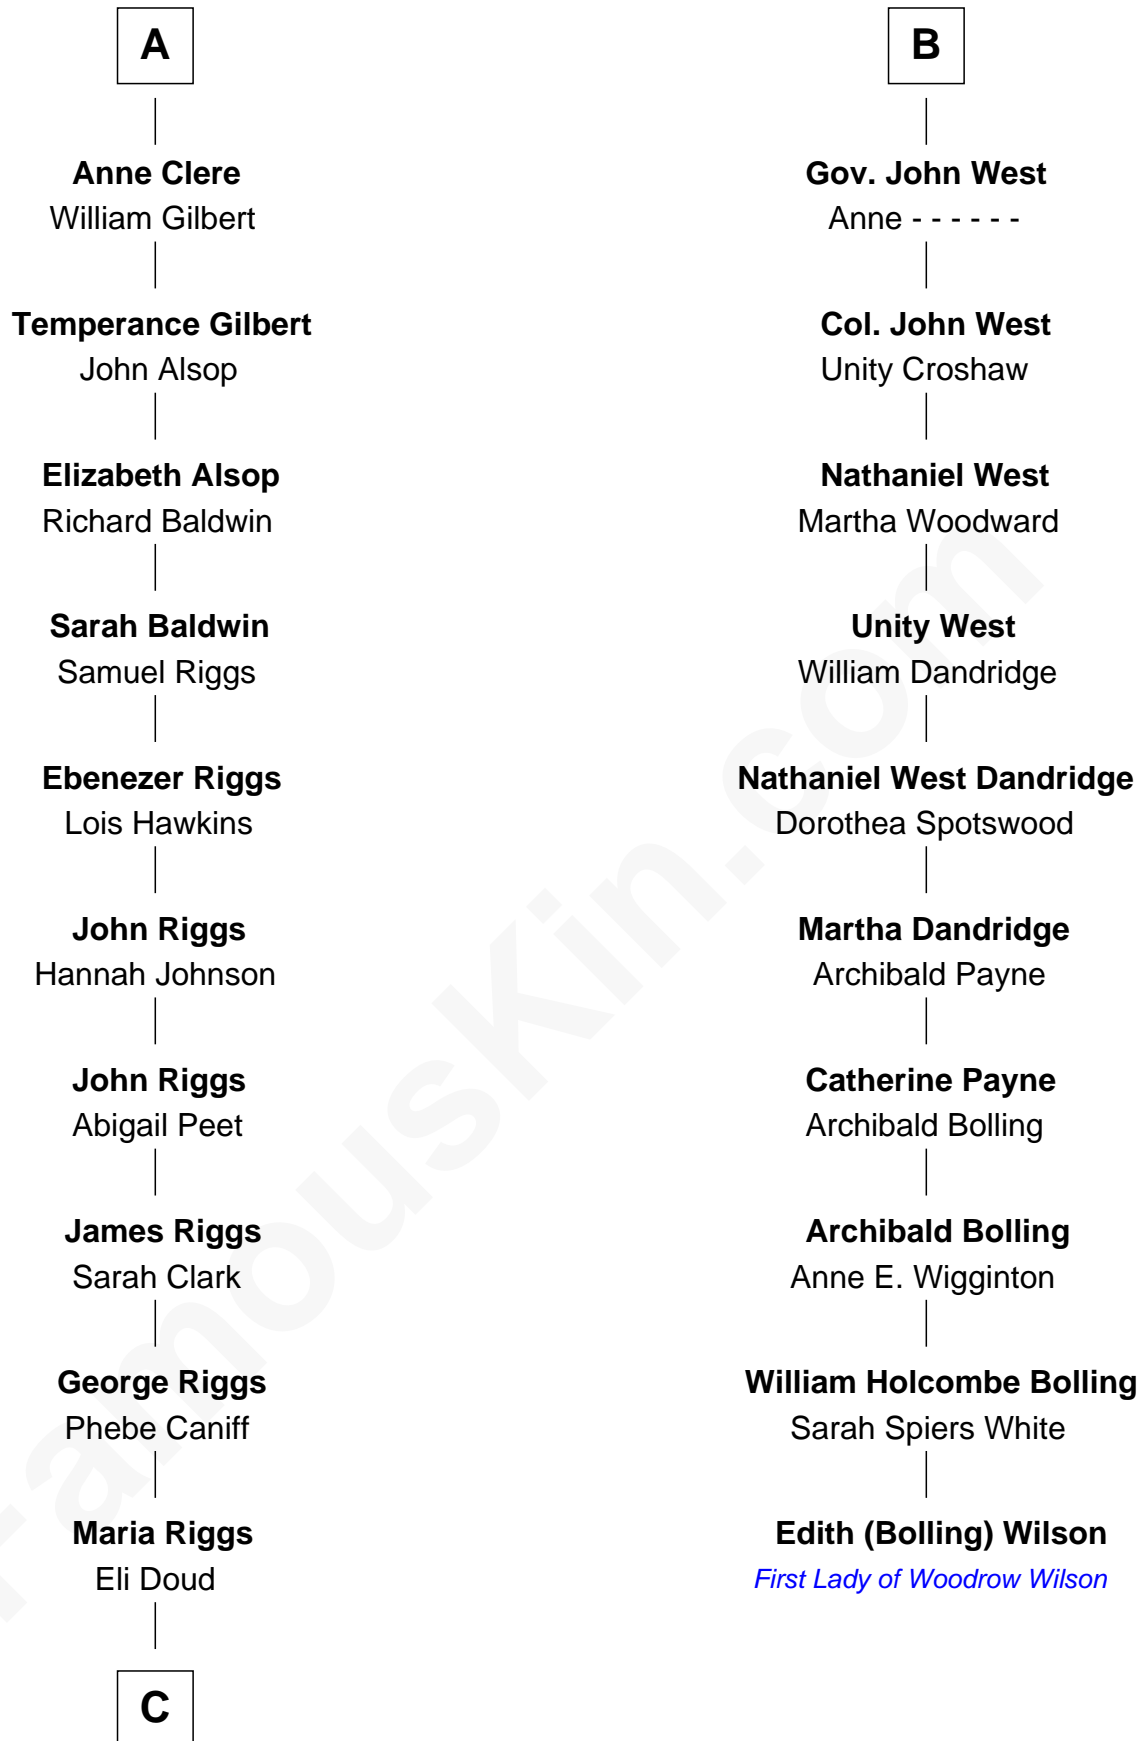 A
Anne Clere
William Gilbert
Temperance Gilbert
John Alsop
Elizabeth Alsop
Richard Baldwin
Sarah Baldwin
Samuel Riggs
Ebenezer Riggs
Lois Hawkins
John Riggs
Hannah Johnson
John Riggs
Abigail Peet
James Riggs
Sarah Clark
George Riggs
Phebe Caniff
Maria Riggs
Eli Doud
C
B
Gov. John West
Anne - - - - - -
Col. John West
Unity Croshaw
Nathaniel West
Martha Woodward
Unity West
William Dandridge
Nathaniel West Dandridge
Dorothea Spotswood
Martha Dandridge
Archibald Payne
Catherine Payne
Archibald Bolling
Archibald Bolling
Anne E. Wigginton
William Holcombe Bolling
Sarah Spiers White
Edith (Bolling) Wilson
First Lady of Woodrow Wilson
FamousKin.com